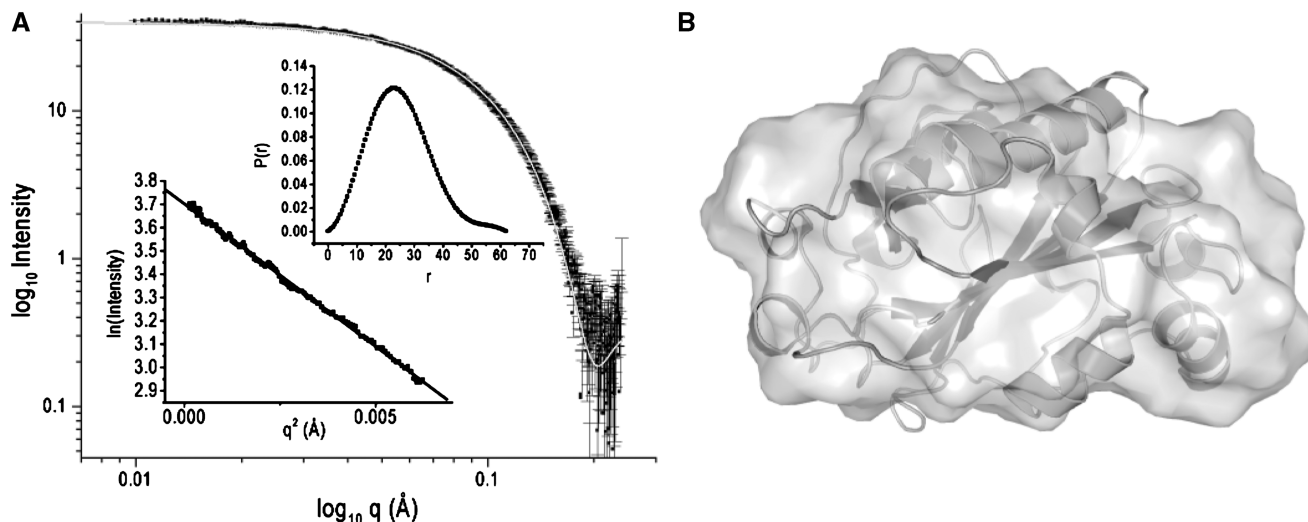 A
B
log₁₀ Intensity
10
1
0.1
0.01
0.1
log₁₀ q (Å)
P(r)
0.14
0.12
0.10
0.08
0.06
0.04
0.02
0.00
0 10 20 30 40 50 60 70
r
ln(Intensity)
3.8
3.7
3.6
3.5
3.4
3.3
3.2
3.1
3.0
2.9
0.000
0.005
q² (Å)